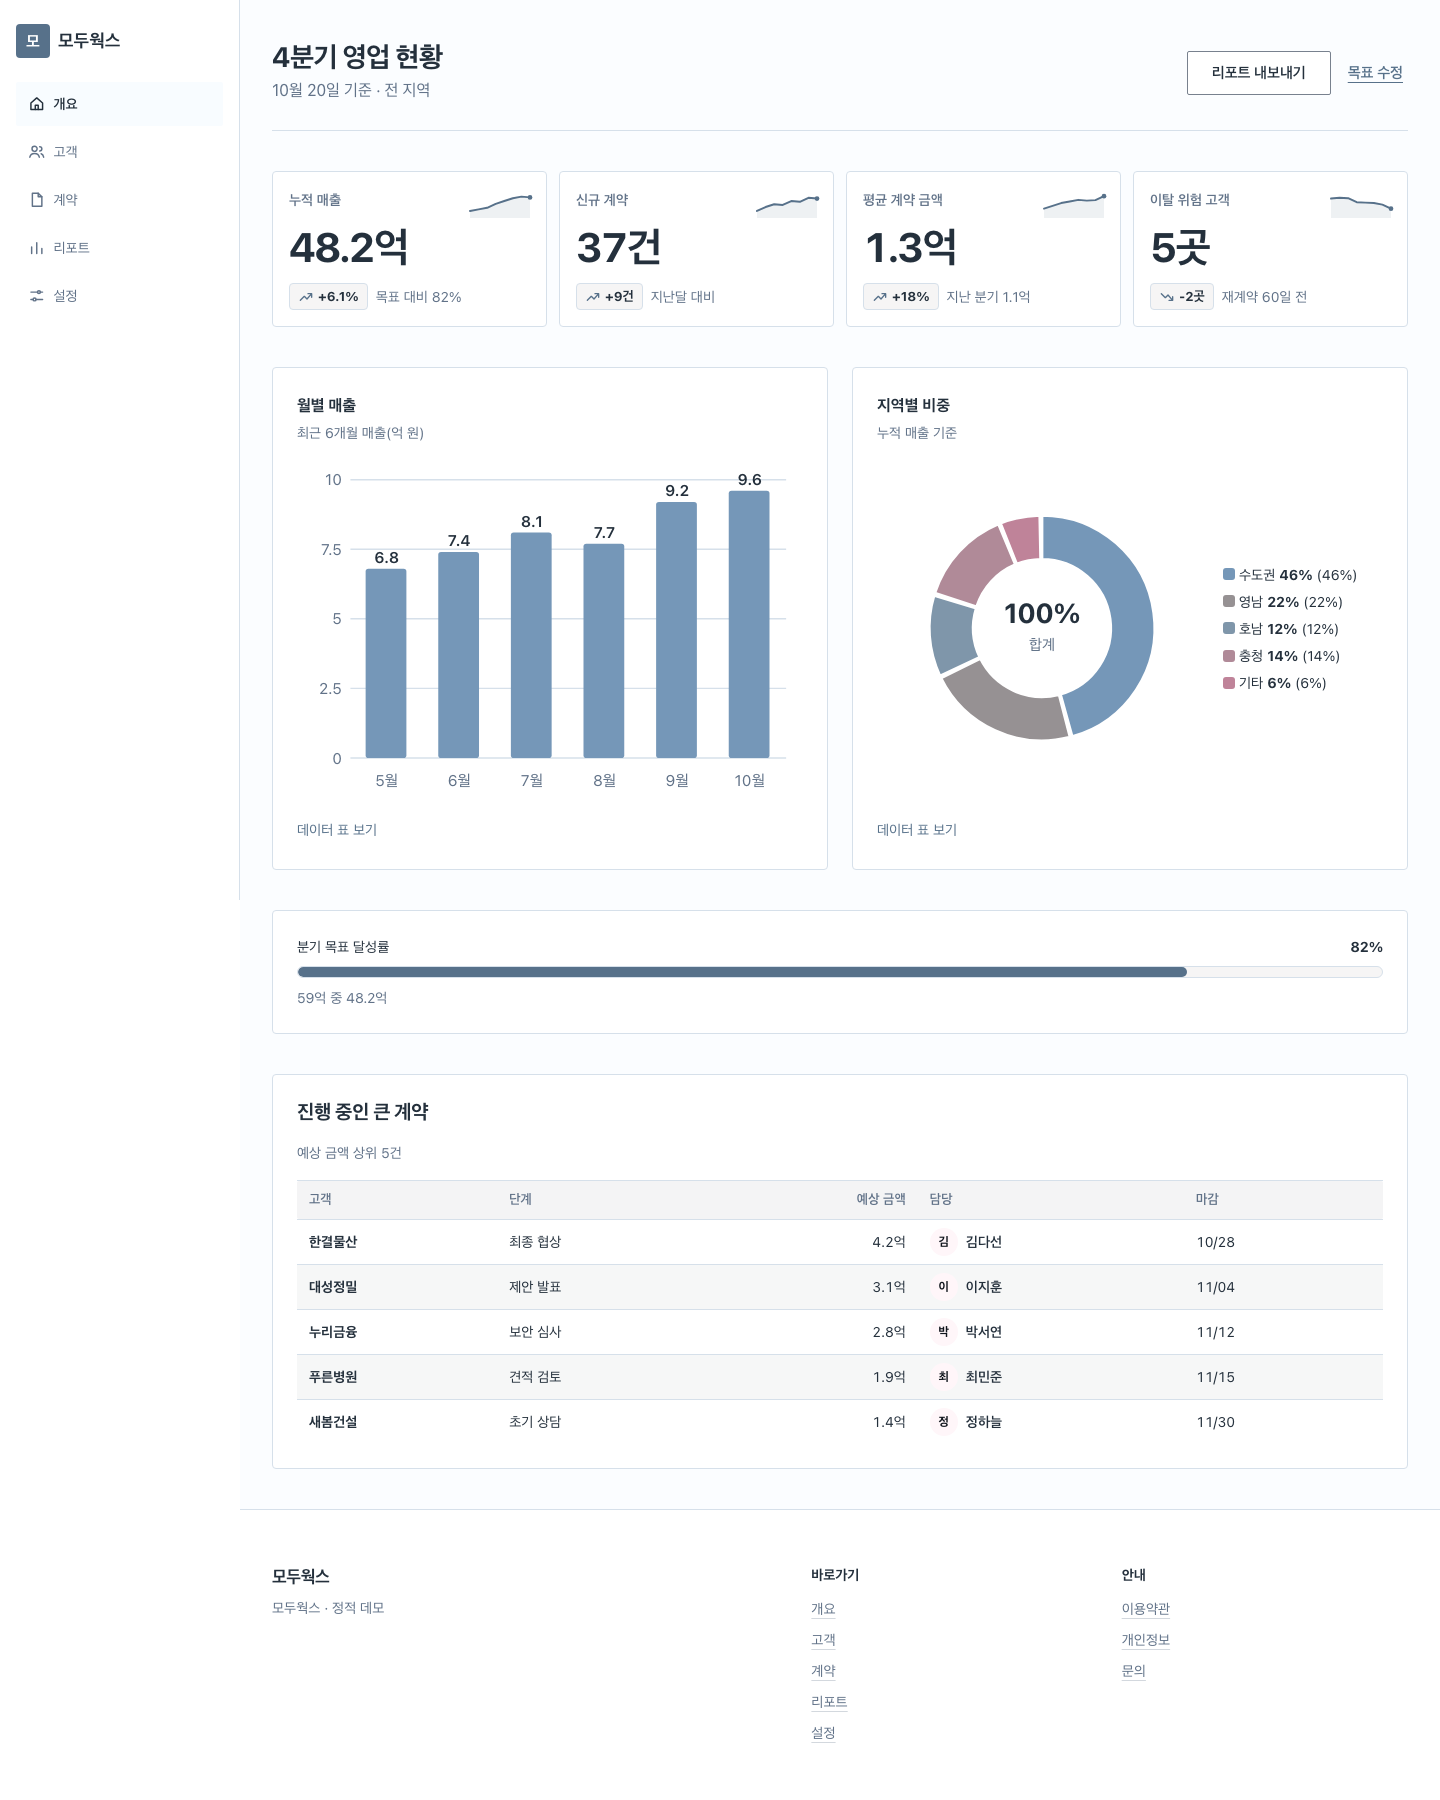 모 모두웍스
개요
고객
계약
리포트
설정
4분기 영업 현황
10월 20일 기준 · 전 지역
리포트 내보내기
목표 수정
누적 매출
48.2억
+6.1% 목표 대비 82%
신규 계약
37건
+9건 지난달 대비
평균 계약 금액
1.3억
+18% 지난 분기 1.1억
이탈 위험 고객
5곳
-2곳 재계약 60일 전
월별 매출
최근 6개월 매출(억 원)
10
7.5
5
2.5
0
6.8
7.4
8.1
7.7
9.2
9.6
5월 6월 7월 8월 9월 10월
데이터 표 보기
지역별 비중
누적 매출 기준
100%
합계
수도권 46% (46%)
영남 22% (22%)
호남 12% (12%)
충청 14% (14%)
기타 6% (6%)
데이터 표 보기
분기 목표 달성률 82%
59억 중 48.2억
진행 중인 큰 계약
예상 금액 상위 5건
고객 단계 예상 금액 담당 마감
한결물산 최종 협상 4.2억 김 김다선 10/28
대성정밀 제안 발표 3.1억 이 이지훈 11/04
누리금융 보안 심사 2.8억 박 박서연 11/12
푸른병원 견적 검토 1.9억 최 최민준 11/15
새봄건설 초기 상담 1.4억 정 정하늘 11/30
모두웍스
모두웍스 · 정적 데모
바로가기
개요
고객
계약
리포트
설정
안내
이용약관
개인정보
문의